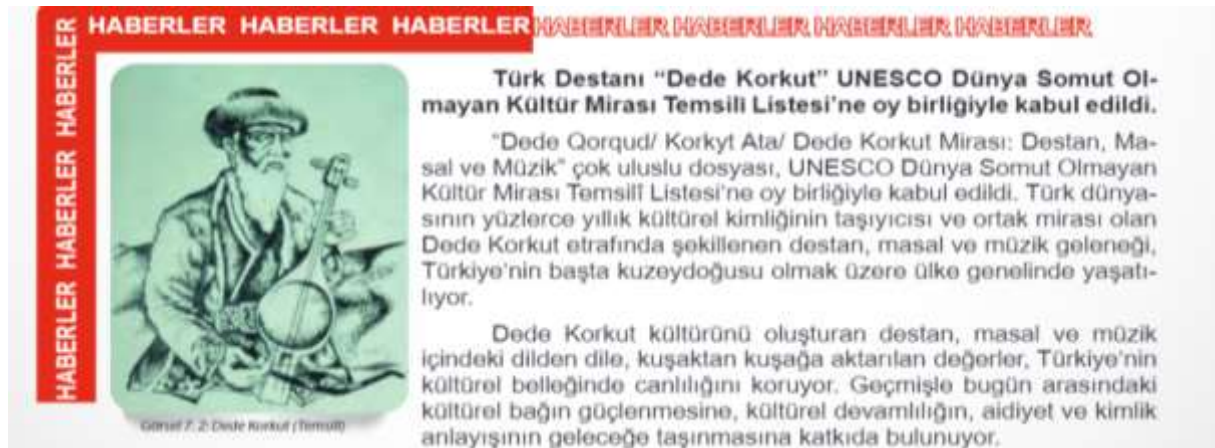 HABERLER HABERLER HABERLER HABERLER HABERLER HABERLER HABERLER
HABERLER HABERLER HABERLER
Türk Destanı “Dede Korkut” UNESCO Dünya Somut Ol-
mayan Kültür Mirası Temsilî Listesi’ne oy birliğiyle kabul edildi.
“Dede Qorqud/ Korkyt Ata/ Dede Korkut Mirası: Destan, Ma-
sal ve Müzik” çok uluslu dosyası, UNESCO Dünya Somut Olmayan
Kültür Mirası Temsilî Listesi’ne oy birliğiyle kabul edildi. Türk dünya-
sının yüzlerce yıllık kültürel kimliğinin taşıyıcısı ve ortak mirası olan
Dede Korkut etrafında şekillenen destan, masal ve müzik geleneği,
Türkiye’nin başta kuzeydoğusu olmak üzere ülke genelinde yaşatı-
lıyor.
Dede Korkut kültürünü oluşturan destan, masal ve müzik
içindeki dilden dile, kuşaktan kuşağa aktarılan değerler, Türkiye’nin
kültürel belleğinde canlılığını koruyor. Geçmişle bugün arasındaki
kültürel bağın güçlenmesine, kültürel devamlılığın, aidiyet ve kimlik
anlayışının geleceğe taşınmasına katkıda bulunuyor.
Görsel 7. 2: Dede Korkut (Temsilî)